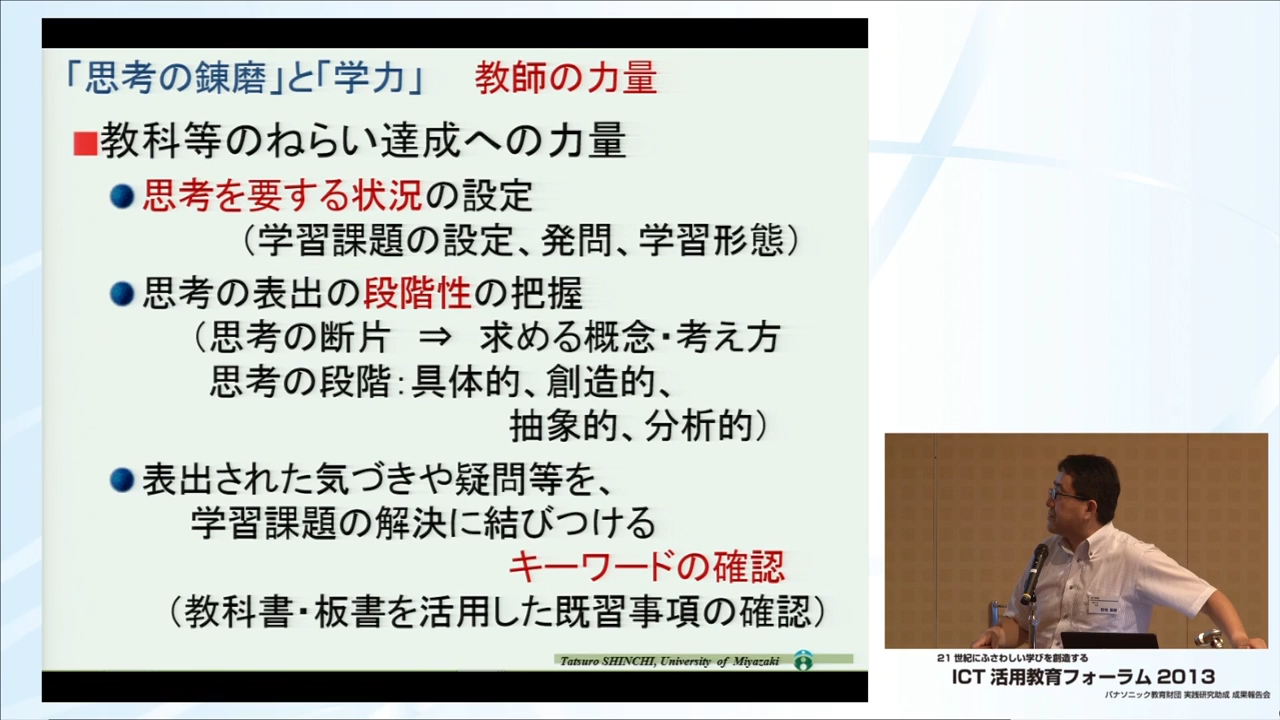 「思考の錬磨」と「学力」　教師の力量
教科等のねらい達成への力量
思考を要する状況の設定
（学習課題の設定、発問、学習形態）
思考の表出の段階性の把握
（思考の断片　⇒　求める概念・考え方
思考の段階：具体的、創造的、
抽象的、分析的）
表出された気づきや疑問等を、
学習課題の解決に結びつける
キーワードの確認
（教科書・板書を活用した既習事項の確認）
Tatsuro SHINCHI, University of Miyazaki
21 世紀にふさわしい学びを創造する
ICT 活用教育フォーラム 2013
パナソニック教育財団 実践研究助成 成果報告会